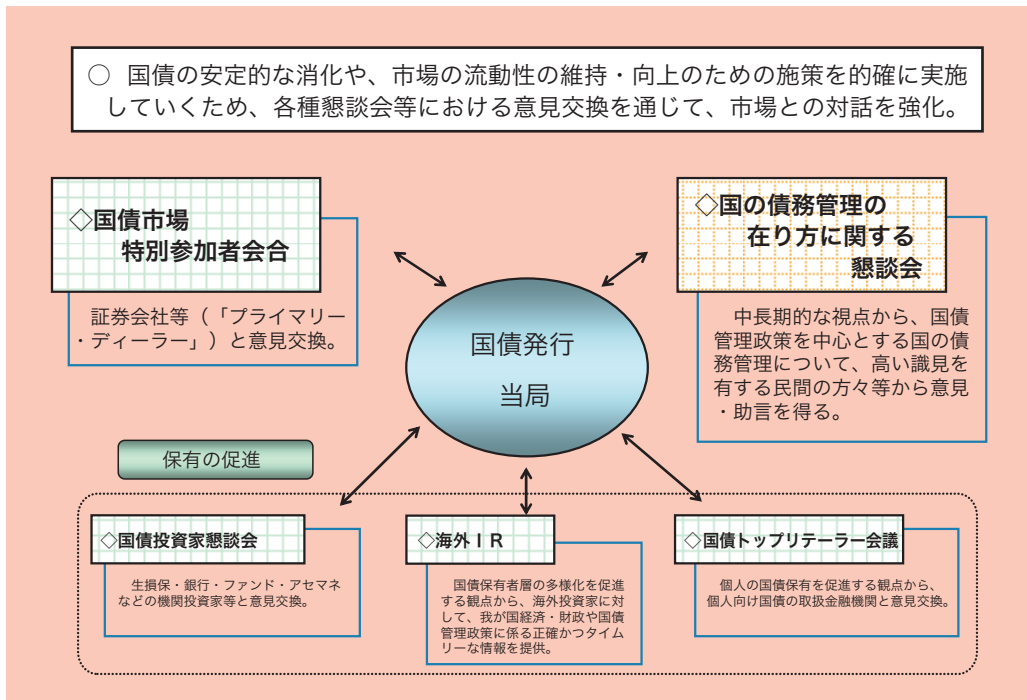 ○ 国債の安定的な消化や、市場の流動性の維持・向上のための施策を的確に実施
していくため、各種懇談会等における意見交換を通じて、市場との対話を強化。
◇国債市場
特別参加者会合
証券会社等（「プライマリー
・ディーラー」）と意見交換。
◇国の債務管理の
在り方に関する
懇談会
中長期的な視点から、国債
管理政策を中心とする国の債
務管理について、高い識見を
有する民間の方々等から意見
・助言を得る。
国債発行
当局
保有の促進
◇国債投資家懇談会
生損保・銀行・ファンド・アセマネ
などの機関投資家等と意見交換。
◇海外ＩＲ
国債保有者層の多様化を促進
する観点から、海外投資家に対
して、我が国経済・財政や国債
管理政策に係る正確かつタイム
リーな情報を提供。
◇国債トップリテーラー会議
個人の国債保有を促進する観点から、
個人向け国債の取扱金融機関と意見交換。